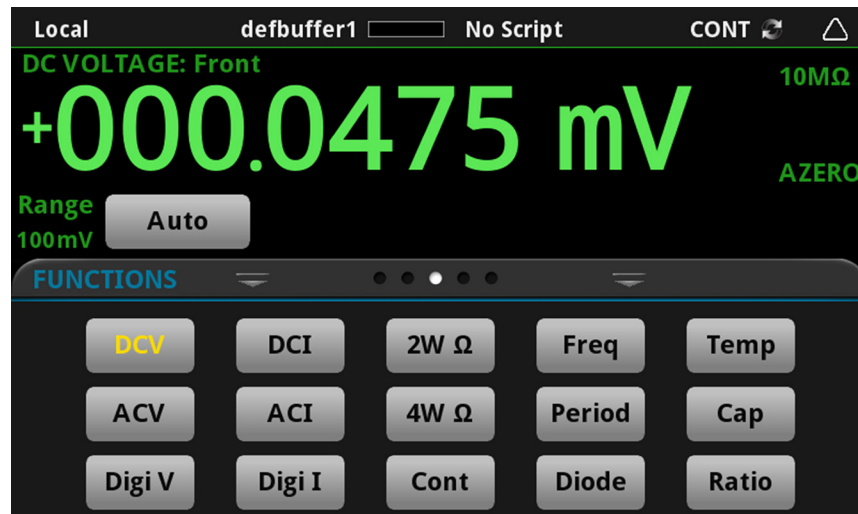 Local defbuffer1 No Script CONT
DC VOLTAGE: Front
10MΩ
+000.0475 mV
AZERO
Range
100mV
Auto
FUNCTIONS
DCV DCI 2W Ω Freq Temp
ACV ACI 4W Ω Period Cap
Digi V Digi I Cont Diode Ratio